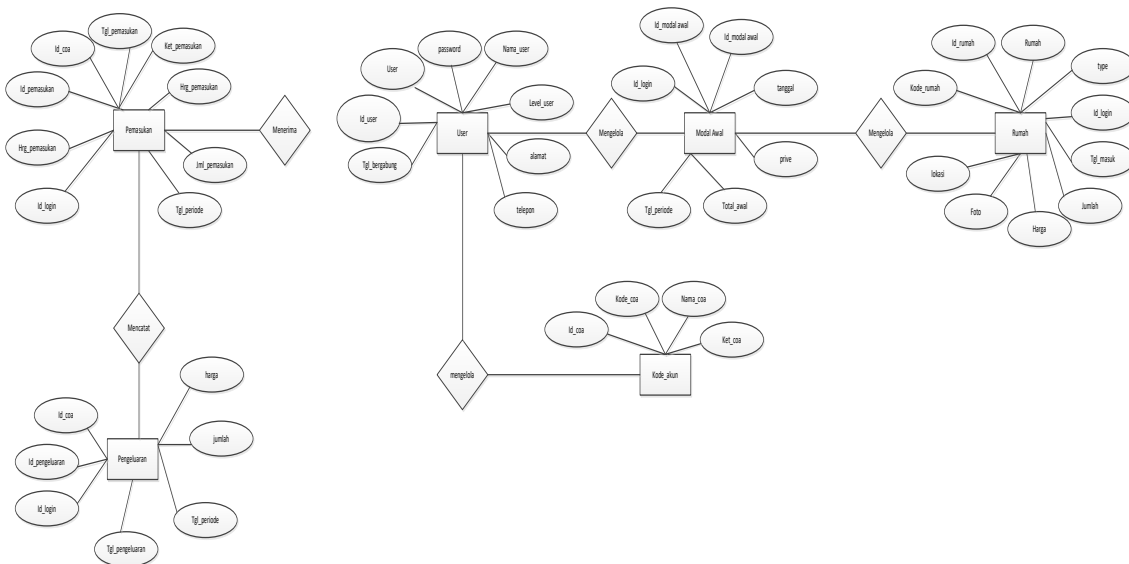 Tgl_pemasukan
Id_coa
Ket_pemasukan
Id_pemasukan
Hrg_pemasukan
Pemasukan
Menerima
Hrg_pemasukan
Jml_pemasukan
Id_login
Tgl_periode
Mencatat
harga
Id_coa
jumlah
Pengeluaran
Id_pengeluaran
Id_login
Tgl_periode
Tgl_pengeluaran
password
Nama_user
User
Level_user
Id_user
User
Tgl_bergabung
alamat
telepon
Mengelola
Id_modal awal
Id_modal awal
Id_login
tanggal
Modal Awal
prive
Tgl_periode
Total_awal
Mengelola
Id_rumah
Rumah
type
Kode_rumah
Id_login
Rumah
Tgl_masuk
lokasi
Foto
Harga
Jumlah
mengelola
Kode_coa
Nama_coa
Id_coa
Ket_coa
Kode_akun